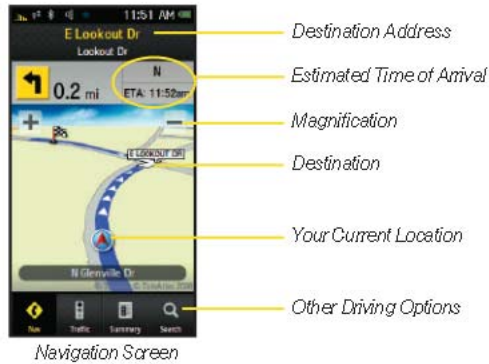 11:51 AM
E Lookout Dr
Lookout Dr
0.2 mi
N
ETA: 11:52am
E LOOKOUT DR
N Glenville Dr
Nav
Traffic
Summary
Search
Destination Address
Estimated Time of Arrival
Magnification
Destination
Your Current Location
Other Driving Options
Navigation Screen